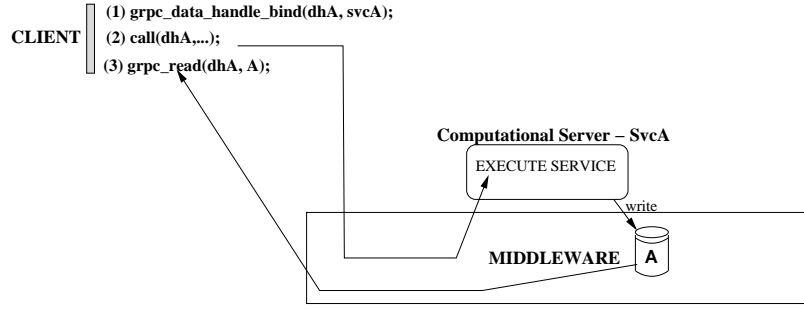 (1) grpc_data_handle_bind(dhA, svcA);
CLIENT
(2) call(dhA,...);
(3) grpc_read(dhA, A);
Computational Server – SvcA
EXECUTE SERVICE
write
MIDDLEWARE
A